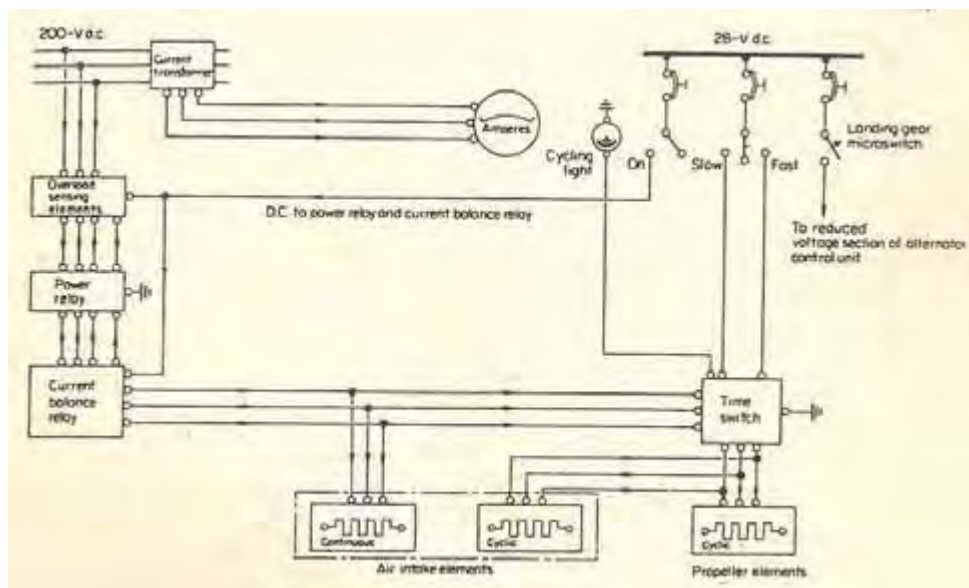 200-V d.c.
28-V d.c.
Current
transformer
Amperes
Cycling
light
On
Slow
Fast
Landing gear
microswitch
Overload
sensing
elements
D.C. to power relay and current balance relay
To reduced
voltage section of alternator
control unit
Power
relay
Current
balance
relay
Time
switch
Continuous
Cyclic
Cyclic
Air intake elements
Propeller elements